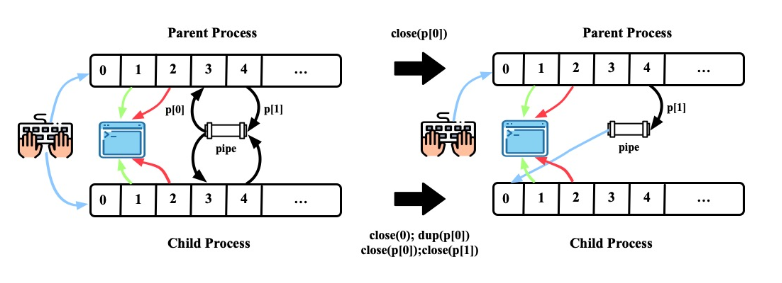 Parent Process
0 1 2 3 4 ...
p[0]
p[1]
pipe
0 1 2 3 4 ...
Child Process
close(p[0])
close(0); dup(p[0])
close(p[0]);close(p[1])
Parent Process
0 1 2 3 4 ...
p[1]
pipe
0 1 2 3 4 ...
Child Process